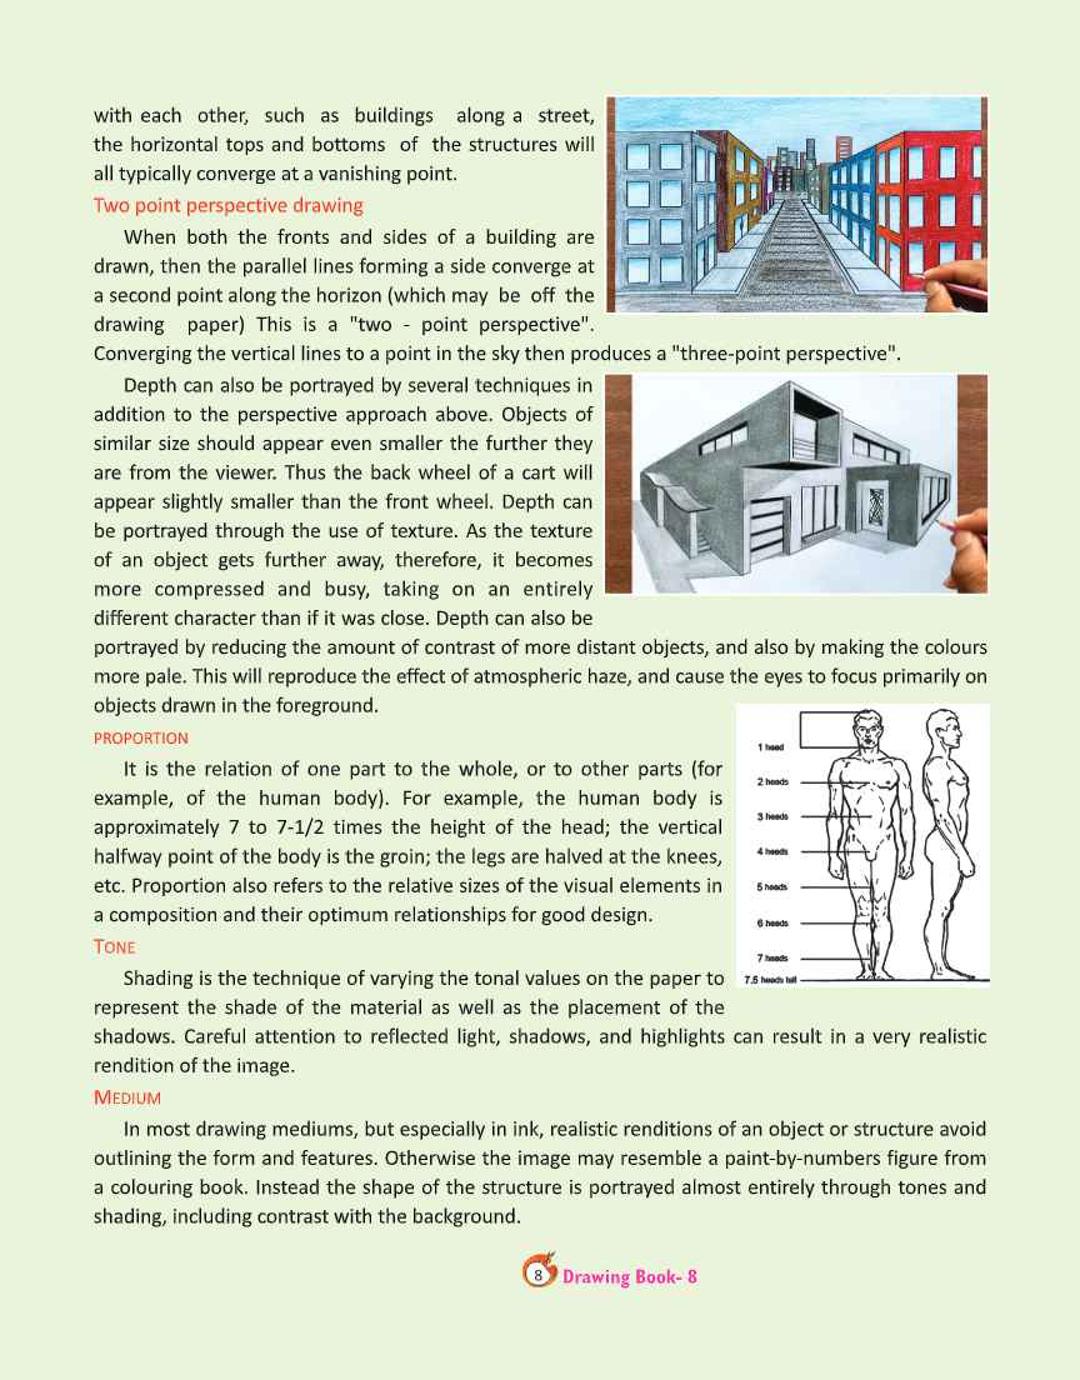 with each other, such as buildings along a street,
the horizontal tops and bottoms of the structures will
all typically converge at a vanishing point.
Two point perspective drawing
When both the fronts and sides of a building are
drawn, then the parallel lines forming a side converge at
a second point along the horizon (which may be off the
drawing paper) This is a "two - point perspective".
Converging the vertical lines to a point in the sky then produces a "three-point perspective".
Depth can also be portrayed by several techniques in
addition to the perspective approach above. Objects of
similar size should appear even smaller the further they
are from the viewer. Thus the back wheel of a cart will
appear slightly smaller than the front wheel. Depth can
be portrayed through the use of texture. As the texture
of an object gets further away, therefore, it becomes
more compressed and busy, taking on an entirely
different character than if it was close. Depth can also be
portrayed by reducing the amount of contrast of more distant objects, and also by making the colours
more pale. This will reproduce the effect of atmospheric haze, and cause the eyes to focus primarily on
objects drawn in the foreground.
PROPORTION
It is the relation of one part to the whole, or to other parts (for
example, of the human body). For example, the human body is
approximately 7 to 7-1/2 times the height of the head; the vertical
halfway point of the body is the groin; the legs are halved at the knees,
etc. Proportion also refers to the relative sizes of the visual elements in
a composition and their optimum relationships for good design.
1 head
2 heads
3 heads
4 heads
5 heads
6 heads
7 heads
7.5 heads tall
TONE
Shading is the technique of varying the tonal values on the paper to
represent the shade of the material as well as the placement of the
shadows. Careful attention to reflected light, shadows, and highlights can result in a very realistic
rendition of the image.
MEDIUM
In most drawing mediums, but especially in ink, realistic renditions of an object or structure avoid
outlining the form and features. Otherwise the image may resemble a paint-by-numbers figure from
a colouring book. Instead the shape of the structure is portrayed almost entirely through tones and
shading, including contrast with the background.
8 Drawing Book- 8